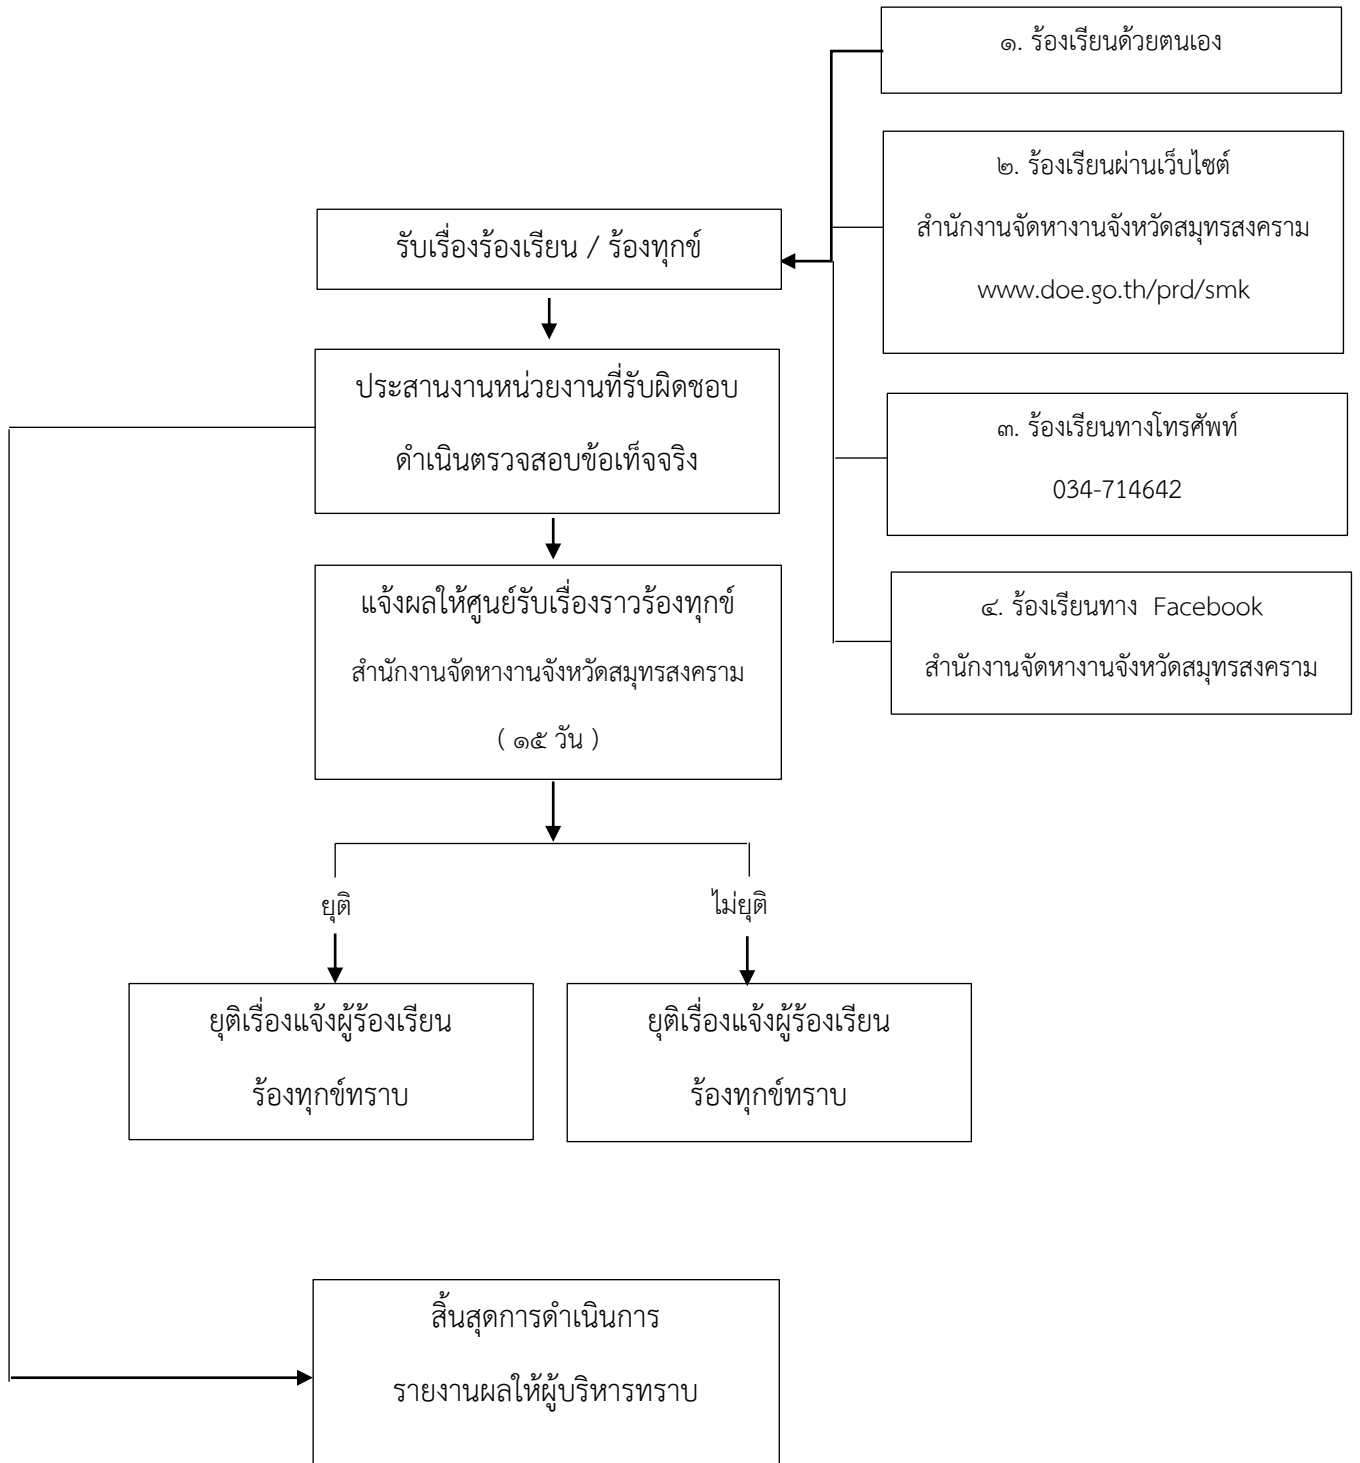 ๑. ร้องเรียนด้วยตนเอง
๒. ร้องเรียนผ่านเว็บไซต์
สำนักงานจัดหางานจังหวัดสมุทรสงคราม
www.doe.go.th/prd/smk
รับเรื่องร้องเรียน / ร้องทุกข์
ประสานงานหน่วยงานที่รับผิดชอบ
ดำเนินตรวจสอบข้อเท็จจริง
๓. ร้องเรียนทางโทรศัพท์
034-714642
แจ้งผลให้ศูนย์รับเรื่องราวร้องทุกข์
สำนักงานจัดหางานจังหวัดสมุทรสงคราม
( ๑๕ วัน )
๔. ร้องเรียนทาง Facebook
สำนักงานจัดหางานจังหวัดสมุทรสงคราม
ยุติ
ไม่ยุติ
ยุติเรื่องแจ้งผู้ร้องเรียน
ร้องทุกข์ทราบ
ยุติเรื่องแจ้งผู้ร้องเรียน
ร้องทุกข์ทราบ
สิ้นสุดการดำเนินการ
รายงานผลให้ผู้บริหารทราบ